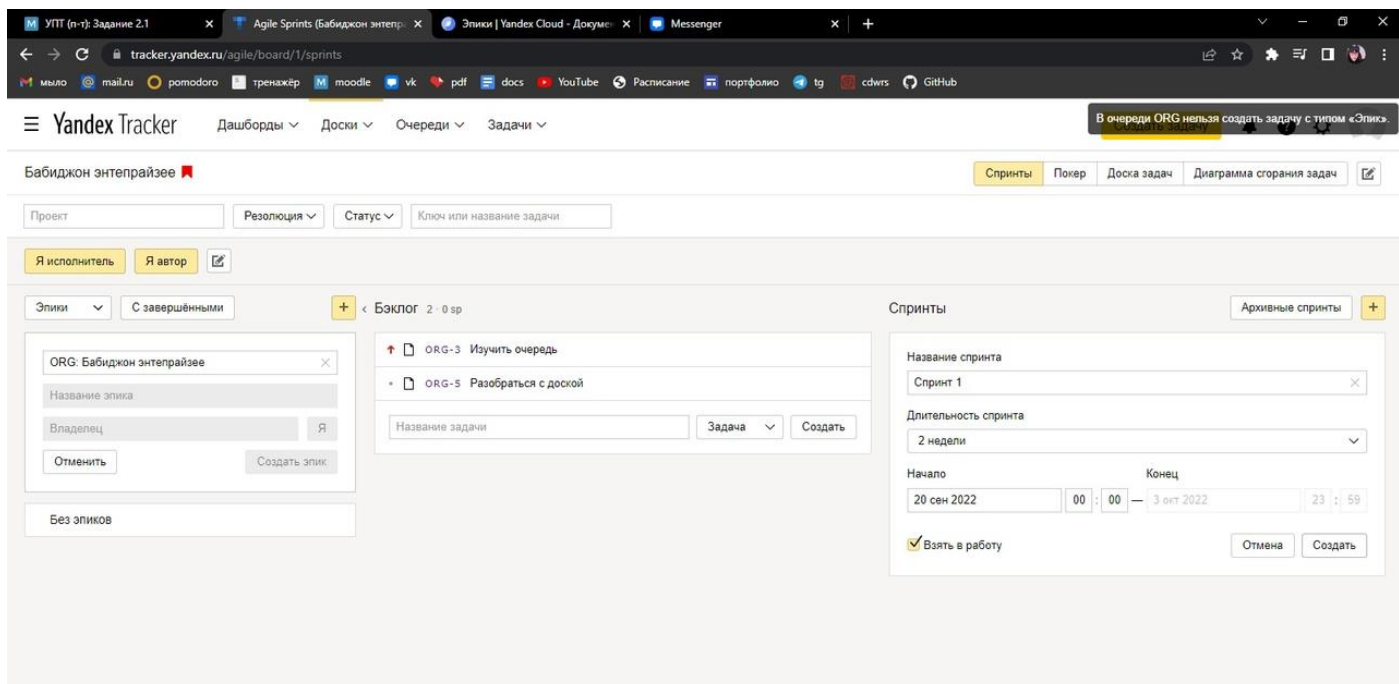 УПТ (п-т): Задание 2.1
Agile Sprints (Бабиджон энтепра
Эпики | Yandex Cloud - Докумен
Messenger
tracker.yandex.ru/agile/board/1/sprints
мыло mail.ru pomodoro тренажёр moodle vk pdf docs YouTube Расписание портфолио tg cdwrs GitHub
Yandex Tracker Дашборды Доски Очереди Задачи
В очереди ORG нельзя создать задачу с типом «Эпик».
Создать задачу
Бабиджон энтепрайзее
Спринты Покер Доска задач Диаграмма сгорания задач
Проект Резолюция Статус Ключ или название задачи
Я исполнитель Я автор
Эпики С завершёнными +
ORG: Бабиджон энтепрайзее
Название эпика
Владелец Я
Отменить Создать эпик
Без эпиков
Бэклог 2 · 0 sp
ORG-3 Изучить очередь
ORG-5 Разобраться с доской
Название задачи Задача Создать
Спринты Архивные спринты +
Название спринта
Спринт 1
Длительность спринта
2 недели
Начало Конец
20 сен 2022 00 : 00 — 3 окт 2022 23 : 59
Взять в работу Отмена Создать